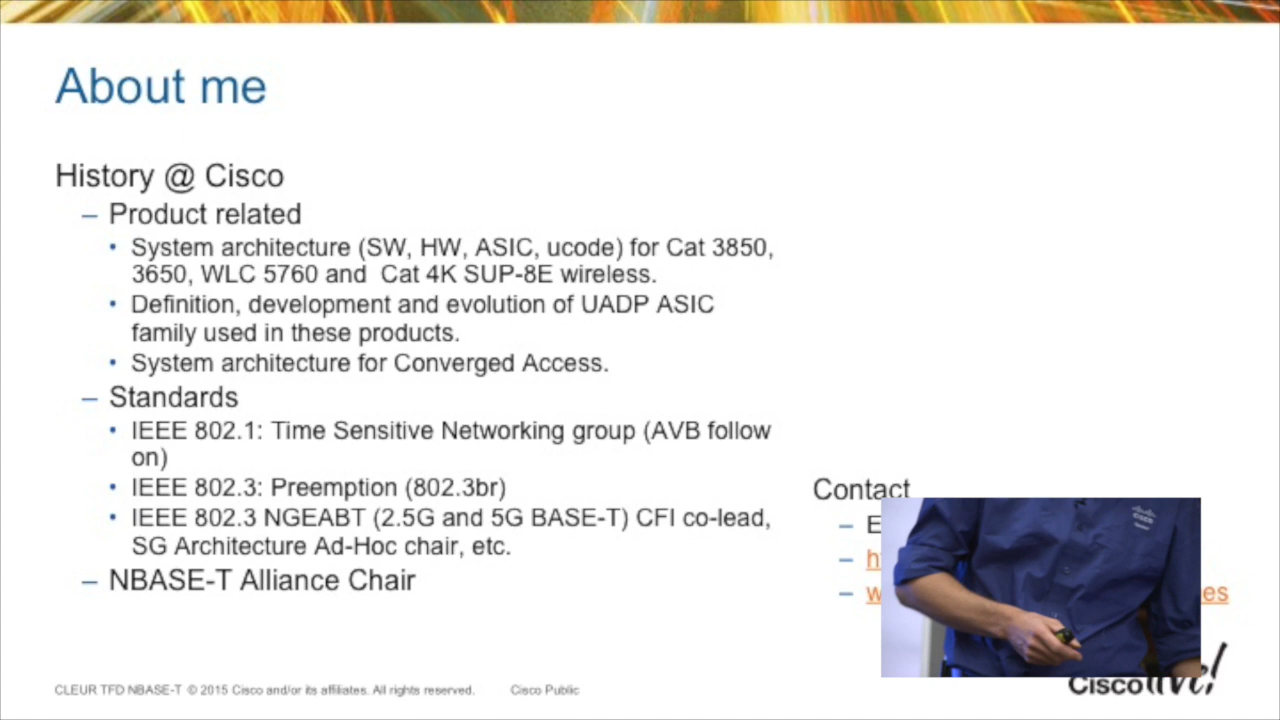 About me
History @ Cisco
– Product related
• System architecture (SW, HW, ASIC, ucode) for Cat 3850,
3650, WLC 5760 and Cat 4K SUP-8E wireless.
• Definition, development and evolution of UADP ASIC
family used in these products.
• System architecture for Converged Access.
– Standards
• IEEE 802.1: Time Sensitive Networking group (AVB follow
on)
• IEEE 802.3: Preemption (802.3br)
• IEEE 802.3 NGEABT (2.5G and 5G BASE-T) CFI co-lead,
SG Architecture Ad-Hoc chair, etc.
– NBASE-T Alliance Chair
Contact
CISCO
CLEUR TFD NBASE-T © 2015 Cisco and/or its affiliates. All rights reserved. Cisco Public
Cisco live!